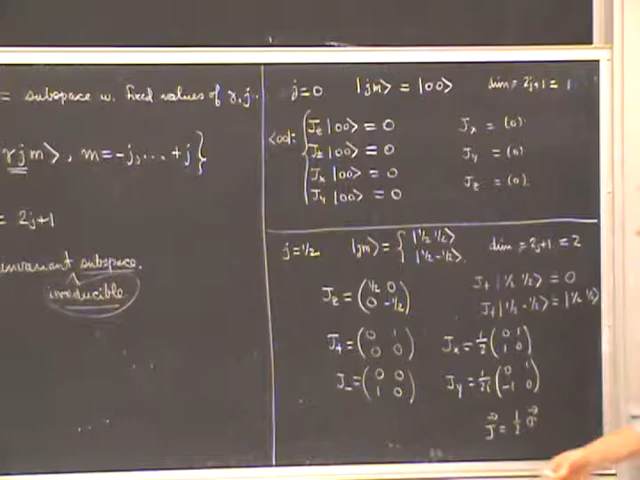 = subspace w. fixed values of γ, j.
γjm>, m=-j,... +j}
= 2j+1
invariant subspace.
irreducible
j=0 |jm> = |00> dim = 2j+1 = 1
<00|
|00> = 0
|00> = 0
Jx |00> = 0
Jy |00> = 0
Jx = (0)
Jy = (0)
Jz = (0)
j=1/2 |jm> = { |1/2 1/2> |1/2 -1/2>. dim = 2j+1 = 2
Jz = (1/2 0
0 -1/2)
J+ |1/2 1/2> = 0
J+ |1/2 -1/2> = |1/2 1/2>
J+ = (0 1
0 0)
Jx = 1/2 (0 1
1 0)
J- = (0 0
1 0)
Jy = 1/2i (0 1
-1 0)
J⃗ = 1/2 σ⃗